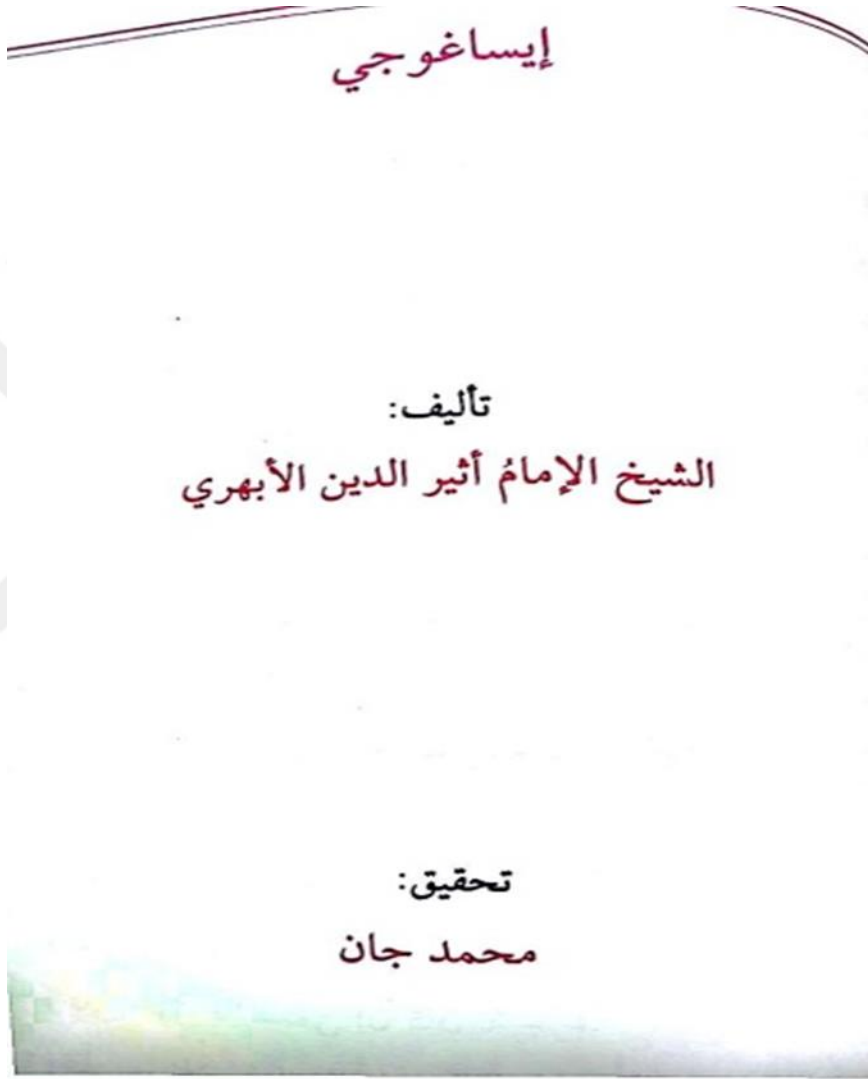 إيساغوجي
تأليف:
الشيخ الإمامُ أثير الدين الأبهري
تحقيق:
محمد جان